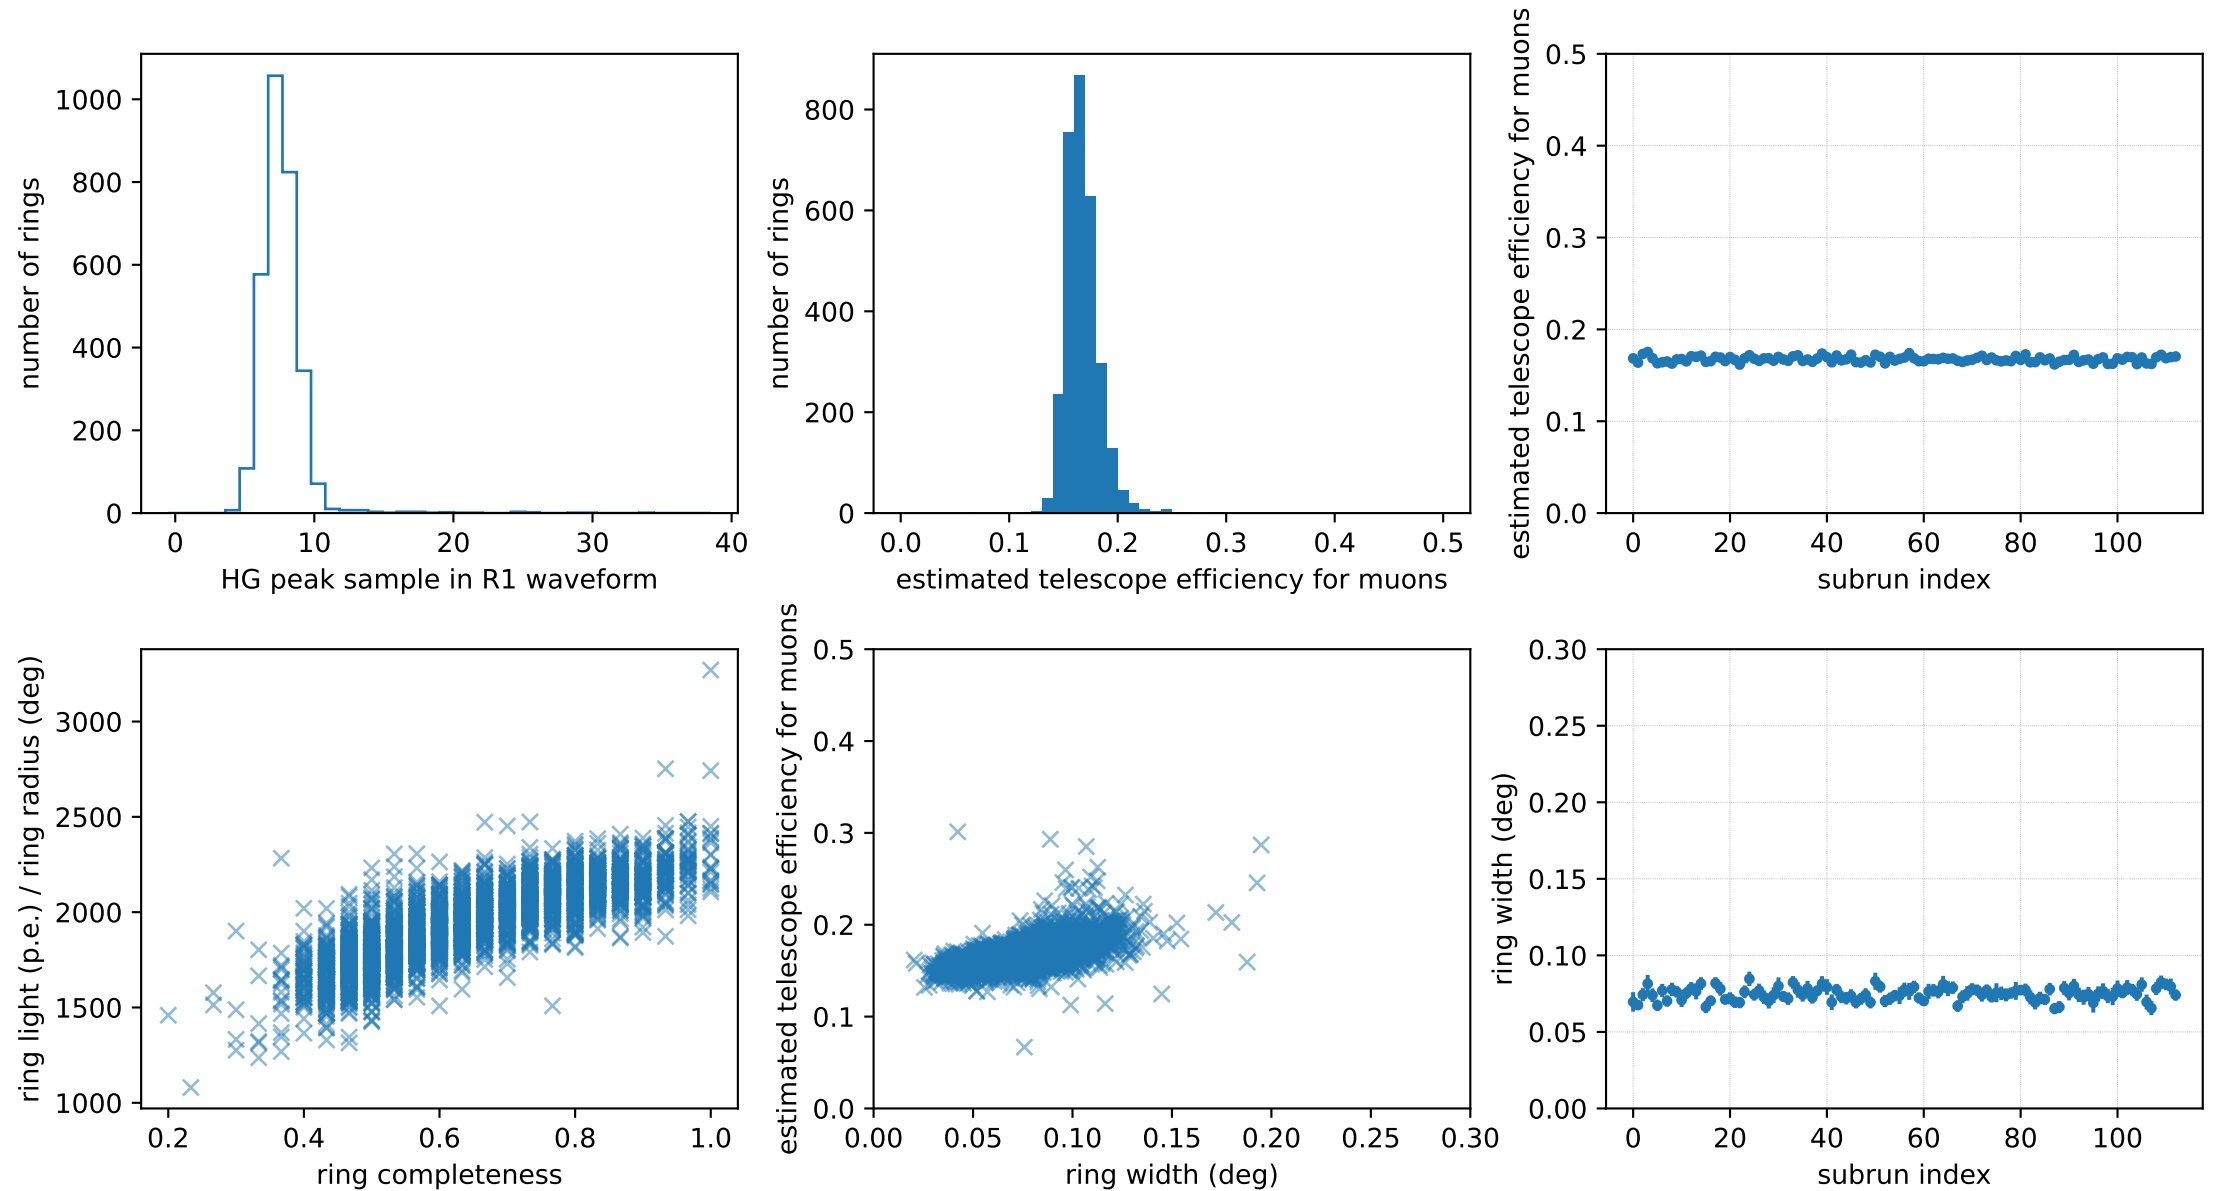 number of rings
1000
800
600
400
200
0
0 10 20 30 40
HG peak sample in R1 waveform
number of rings
800
600
400
200
0
0.0 0.1 0.2 0.3 0.4 0.5
estimated telescope efficiency for muons
estimated telescope efficiency for muons
0.5
0.4
0.3
0.2
0.1
0.0
0 20 40 60 80 100
subrun index
ring light (p.e.) / ring radius (deg)
3000
2500
2000
1500
1000
0.2 0.4 0.6 0.8 1.0
ring completeness
estimated telescope efficiency for muons
0.5
0.4
0.3
0.2
0.1
0.0
0.00 0.05 0.10 0.15 0.20 0.25 0.30
ring width (deg)
ring width (deg)
0.30
0.25
0.20
0.15
0.10
0.05
0.00
0 20 40 60 80 100
subrun index